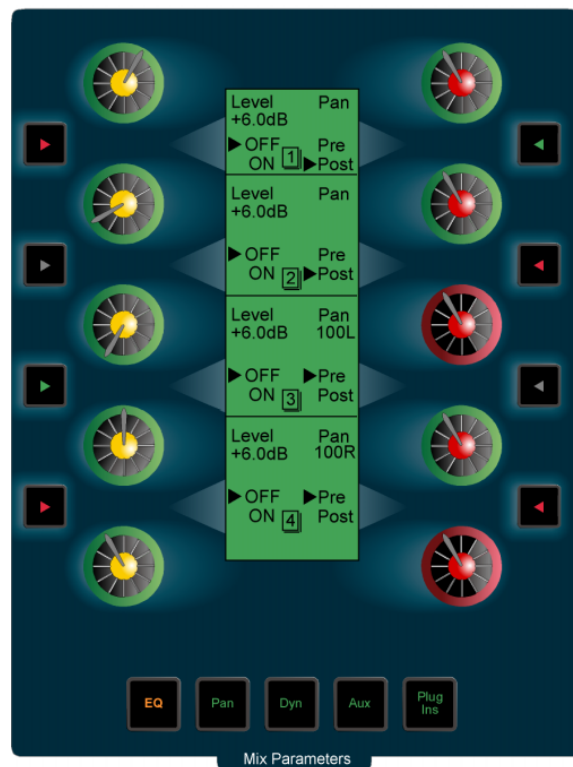 Level Pan
+6.0dB
▶OFF Pre
ON 1 ▶Post
Level Pan
+6.0dB
▶OFF Pre
ON 2 ▶Post
Level Pan
+6.0dB 100L
▶OFF ▶Pre
ON 3 Post
Level Pan
+6.0dB 100R
▶OFF ▶Pre
ON 4 Post
EQ Pan Dyn Aux Plug
Ins
Mix Parameters